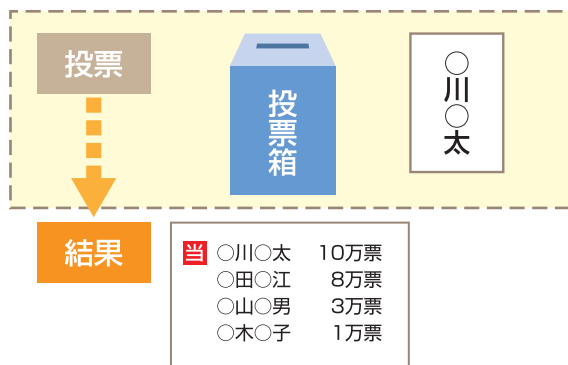 投票
投票箱
○川○太
結果
当 ○川○太 10万票
○田○江 8万票
○山○男 3万票
○木○子 1万票